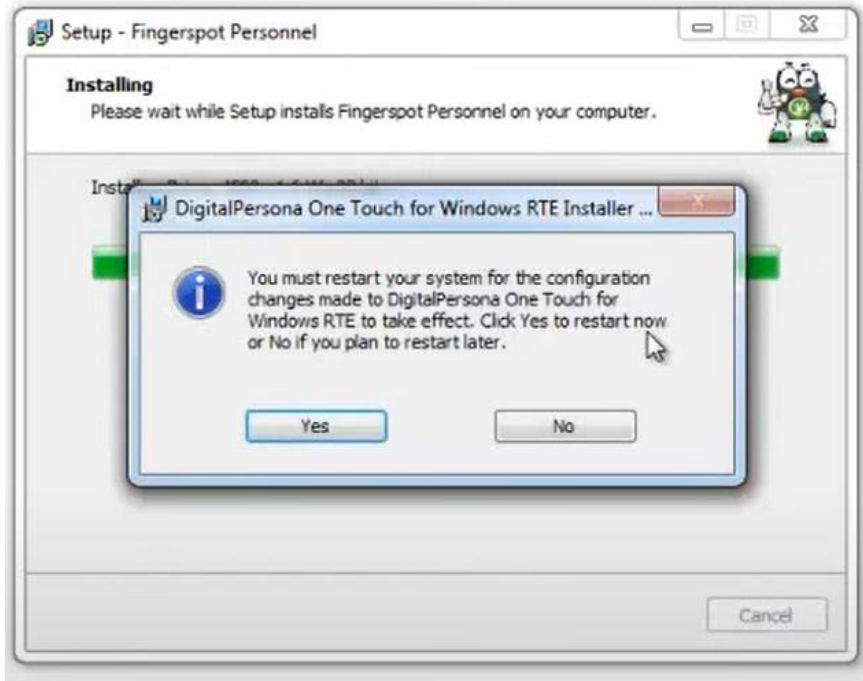 Setup - Fingerspot Personnel
Installing
Please wait while Setup installs Fingerspot Personnel on your computer.
DigitalPersona One Touch for Windows RTE Installer ...
You must restart your system for the configuration
changes made to DigitalPersona One Touch for
Windows RTE to take effect. Click Yes to restart now
or No if you plan to restart later.
Yes
No
Cancel